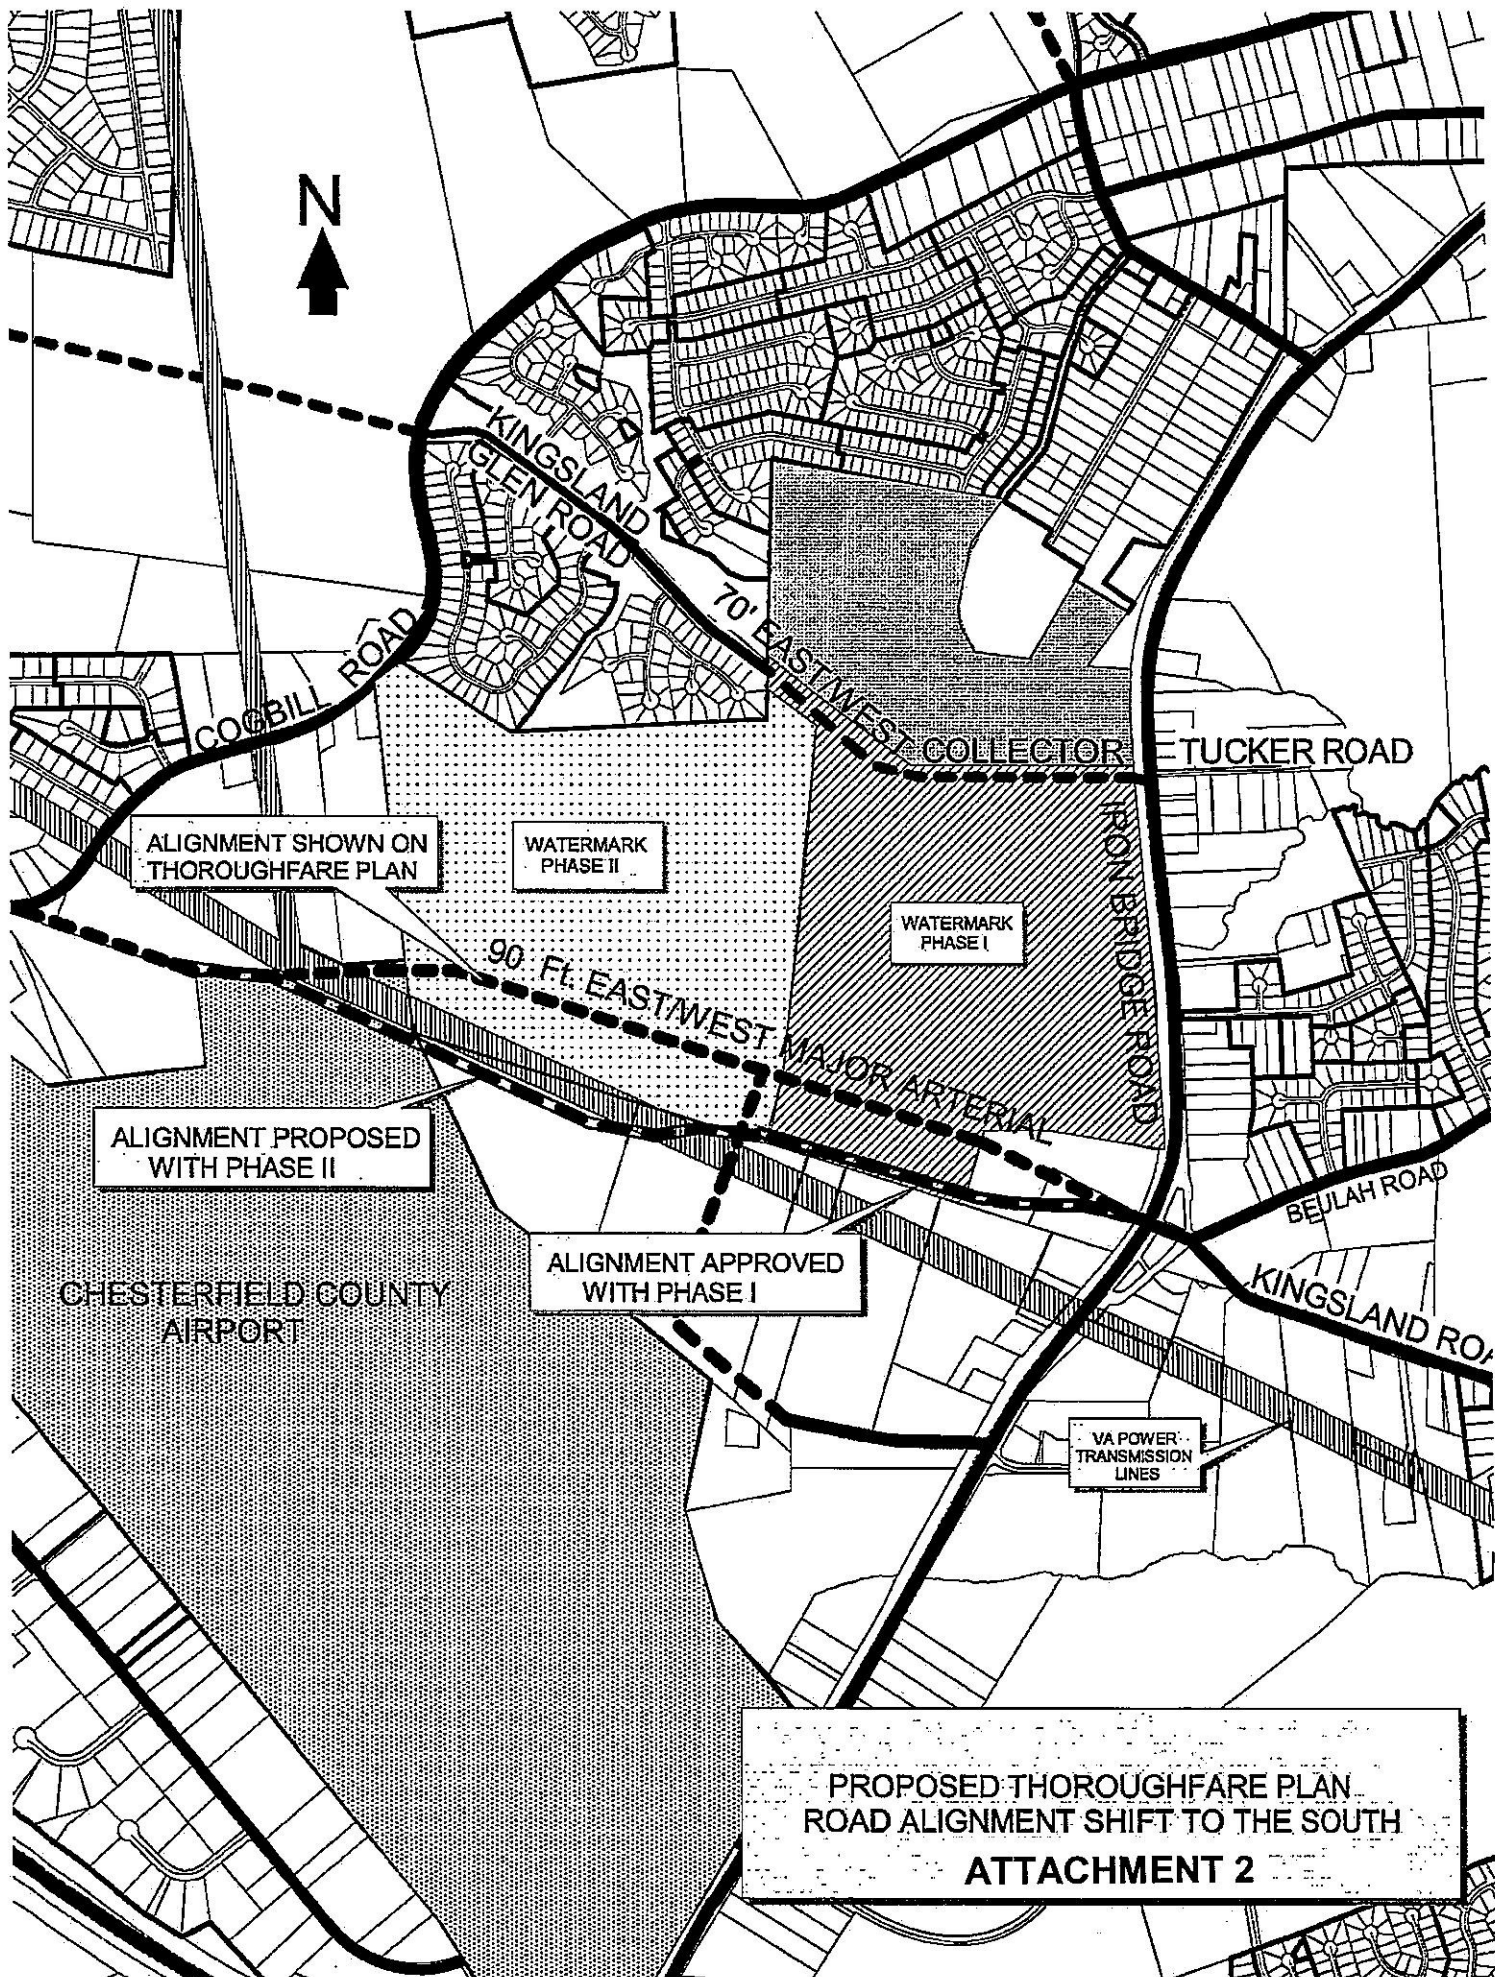 N
KINGSLAND
GLEN ROAD
70' EAST/WEST COLLECTOR
TUCKER ROAD
COGBILL ROAD
ALIGNMENT SHOWN ON
THOROUGHFARE PLAN
WATERMARK
PHASE II
WATERMARK
PHASE I
IRON BRIDGE ROAD
90 Ft. EAST/WEST MAJOR ARTERIAL
ALIGNMENT PROPOSED
WITH PHASE II
BEULAH ROAD
ALIGNMENT APPROVED
WITH PHASE I
CHESTERFIELD COUNTY
AIRPORT
KINGSLAND ROA
VA POWER
TRANSMISSION
LINES
PROPOSED THOROUGHFARE PLAN
ROAD ALIGNMENT SHIFT TO THE SOUTH
ATTACHMENT 2